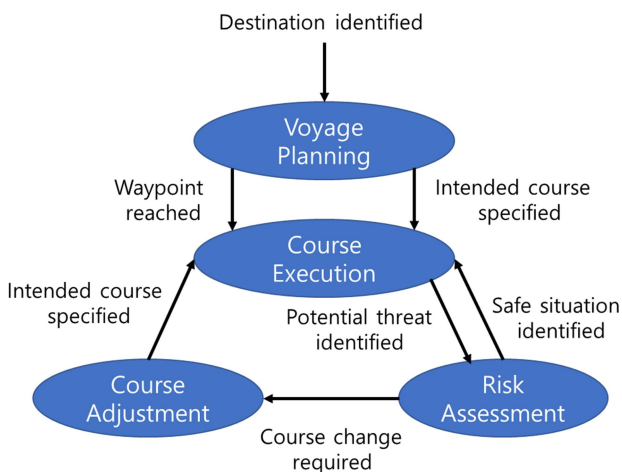 Destination identified
Voyage
Planning
Waypoint
reached
Intended course
specified
Course
Execution
Intended course
specified
Potential threat
identified
Safe situation
identified
Course
Adjustment
Risk
Assessment
Course change
required